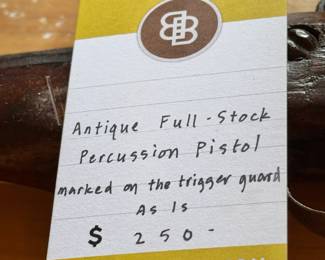 Antique Full-Stock
Percussion Pistol
marked on the trigger guard
As Is
$ 250-